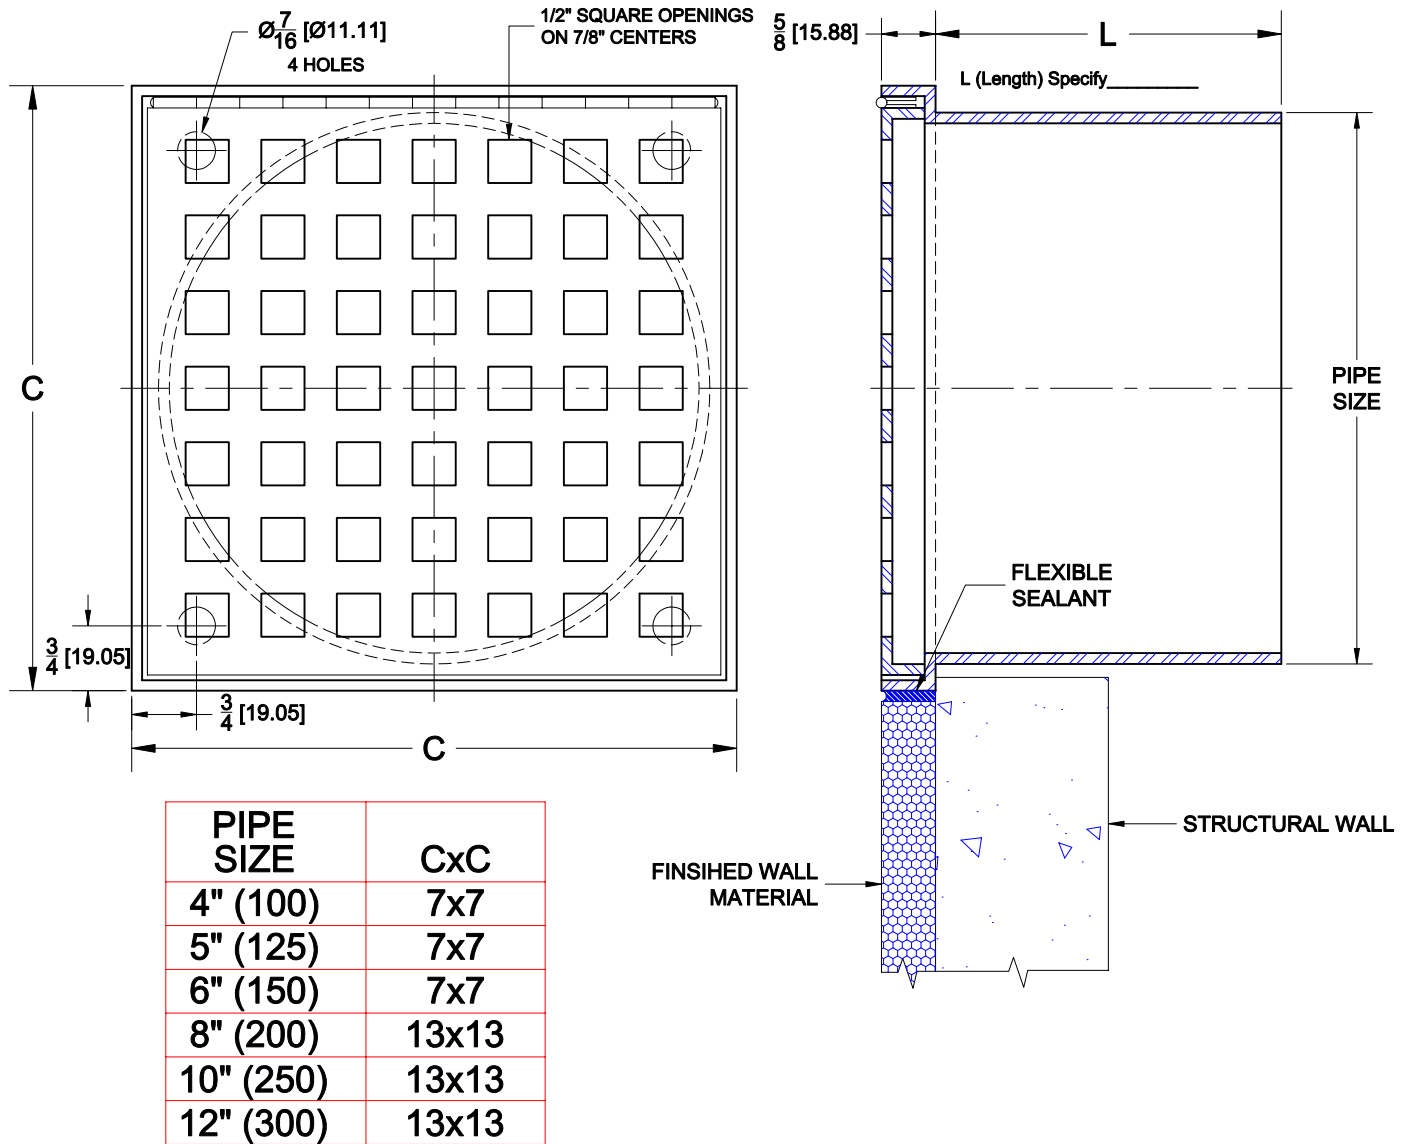 Ø7/16 [Ø11.11]
4 HOLES
1/2" SQUARE OPENINGS
ON 7/8" CENTERS
5/8 [15.88]
L
L (Length) Specify__________
C
PIPE
SIZE
FLEXIBLE
SEALANT
3/4 [19.05]
3/4 [19.05]
C
STRUCTURAL WALL
FINSIHED WALL
MATERIAL
PIPE
SIZE CxC
4" (100) 7x7
5" (125) 7x7
6" (150) 7x7
8" (200) 13x13
10" (250) 13x13
12" (300) 13x13